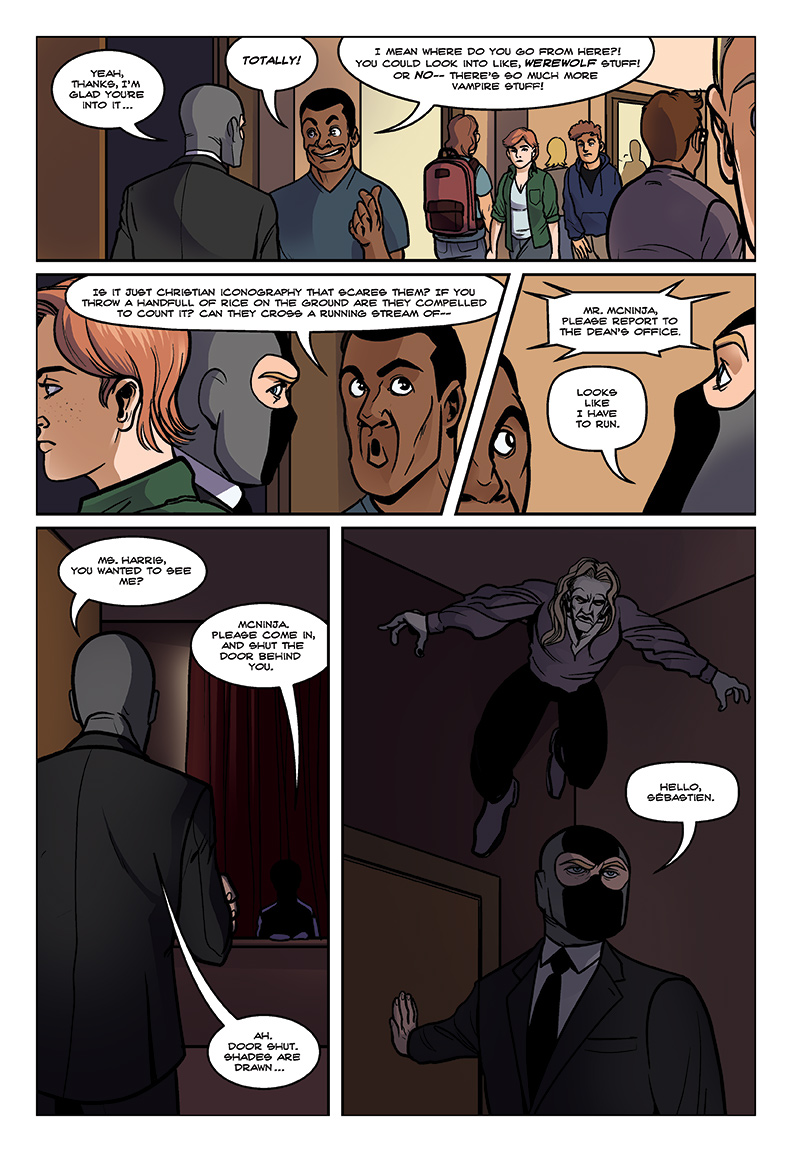 YEAH,
THANKS, I'M
GLAD YOU'RE
INTO IT...
TOTALLY!
I MEAN WHERE DO YOU GO FROM HERE?!
YOU COULD LOOK INTO LIKE, WEREWOLF STUFF!
OR NO-- THERE'S SO MUCH MORE
VAMPIRE STUFF!
IS IT JUST CHRISTIAN ICONOGRAPHY THAT SCARES THEM? IF YOU
THROW A HANDFULL OF RICE ON THE GROUND ARE THEY COMPELLED
TO COUNT IT? CAN THEY CROSS A RUNNING STREAM OF--
MR. MCNINJA,
PLEASE REPORT TO
THE DEAN'S OFFICE.
LOOKS
LIKE
I HAVE
TO RUN.
MS. HARRIS,
YOU WANTED TO SEE
ME?
MCNINJA.
PLEASE COME IN,
AND SHUT THE
DOOR BEHIND
YOU.
AH.
DOOR SHUT.
SHADES ARE
DRAWN...
HELLO,
SÉBASTIEN.